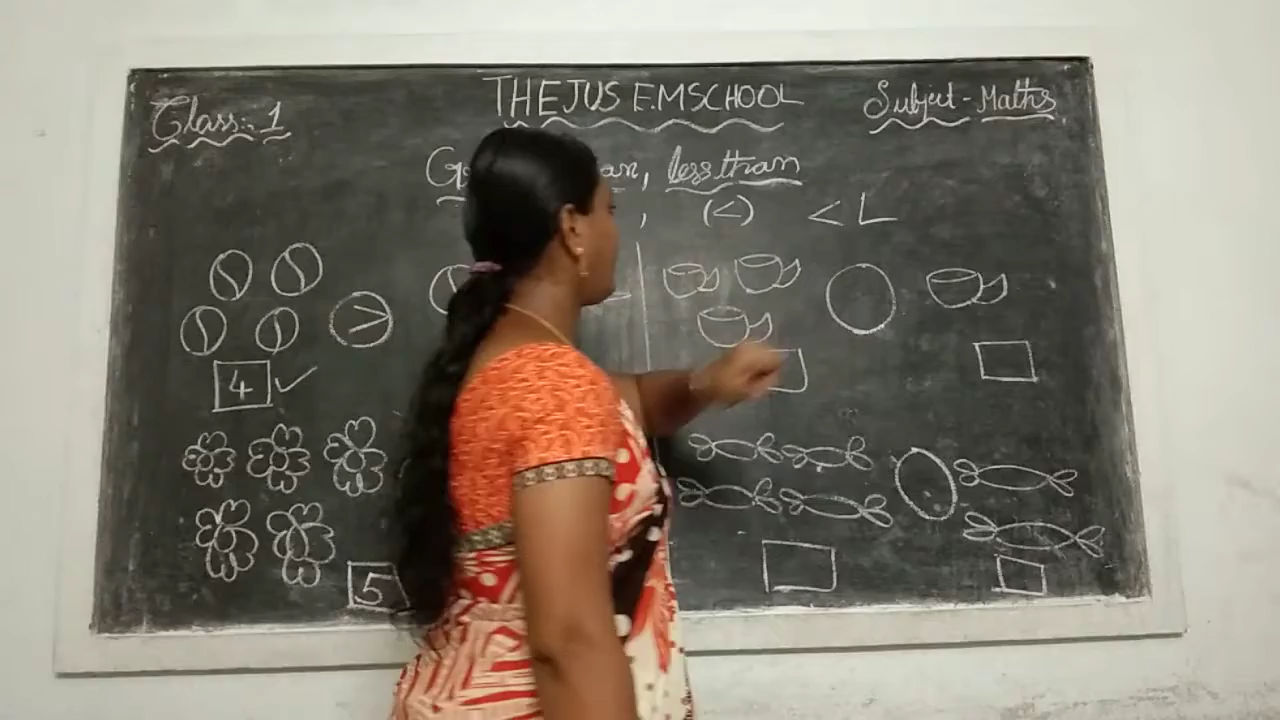 THEJUS E.M SCHOOL
Class:- 1
Subject - Maths
less than
, (<) < L
>
4 ✓
5